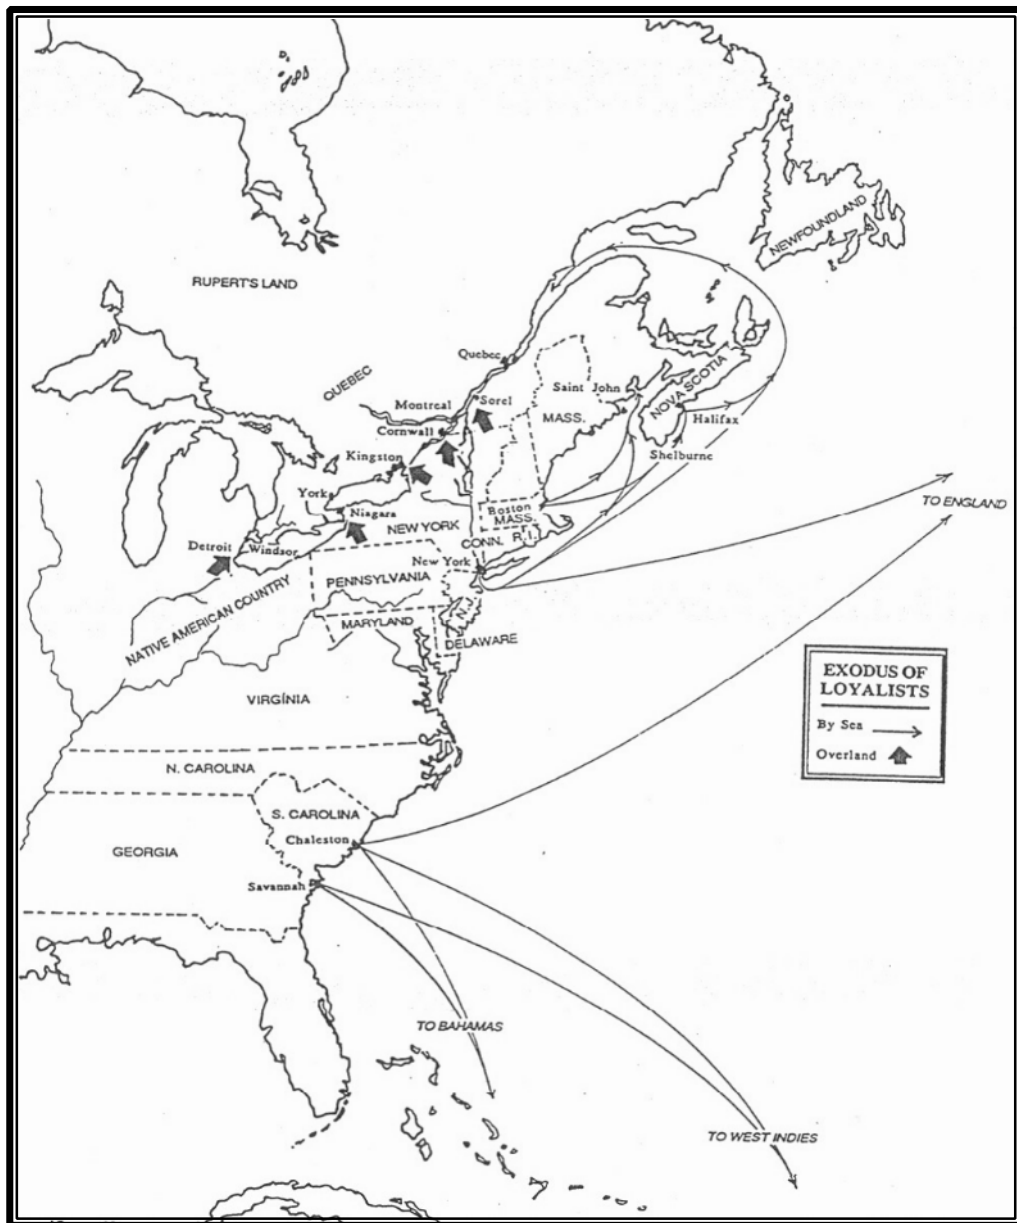 NEWFOUNDLAND
RUPERT'S LAND
QUEBEC
Quebec
Saint John
NOVA SCOTIA
Montreal
Sorel
MASS.
Halifax
Cornwall
Kingston
Shelburne
York
Niagara
Boston
MASS.
TO ENGLAND
NEW YORK
CONN.
R.I.
Detroit
Windsor
New York
PENNSYLVANIA
NATIVE AMERICAN COUNTRY
N.J.
MARYLAND
DELAWARE
EXODUS OF
LOYALISTS
By Sea
Overland
VIRGÍNIA
N. CAROLINA
S. CAROLINA
Chaleston
GEORGIA
Savannah
TO BAHAMAS
TO WEST INDIES